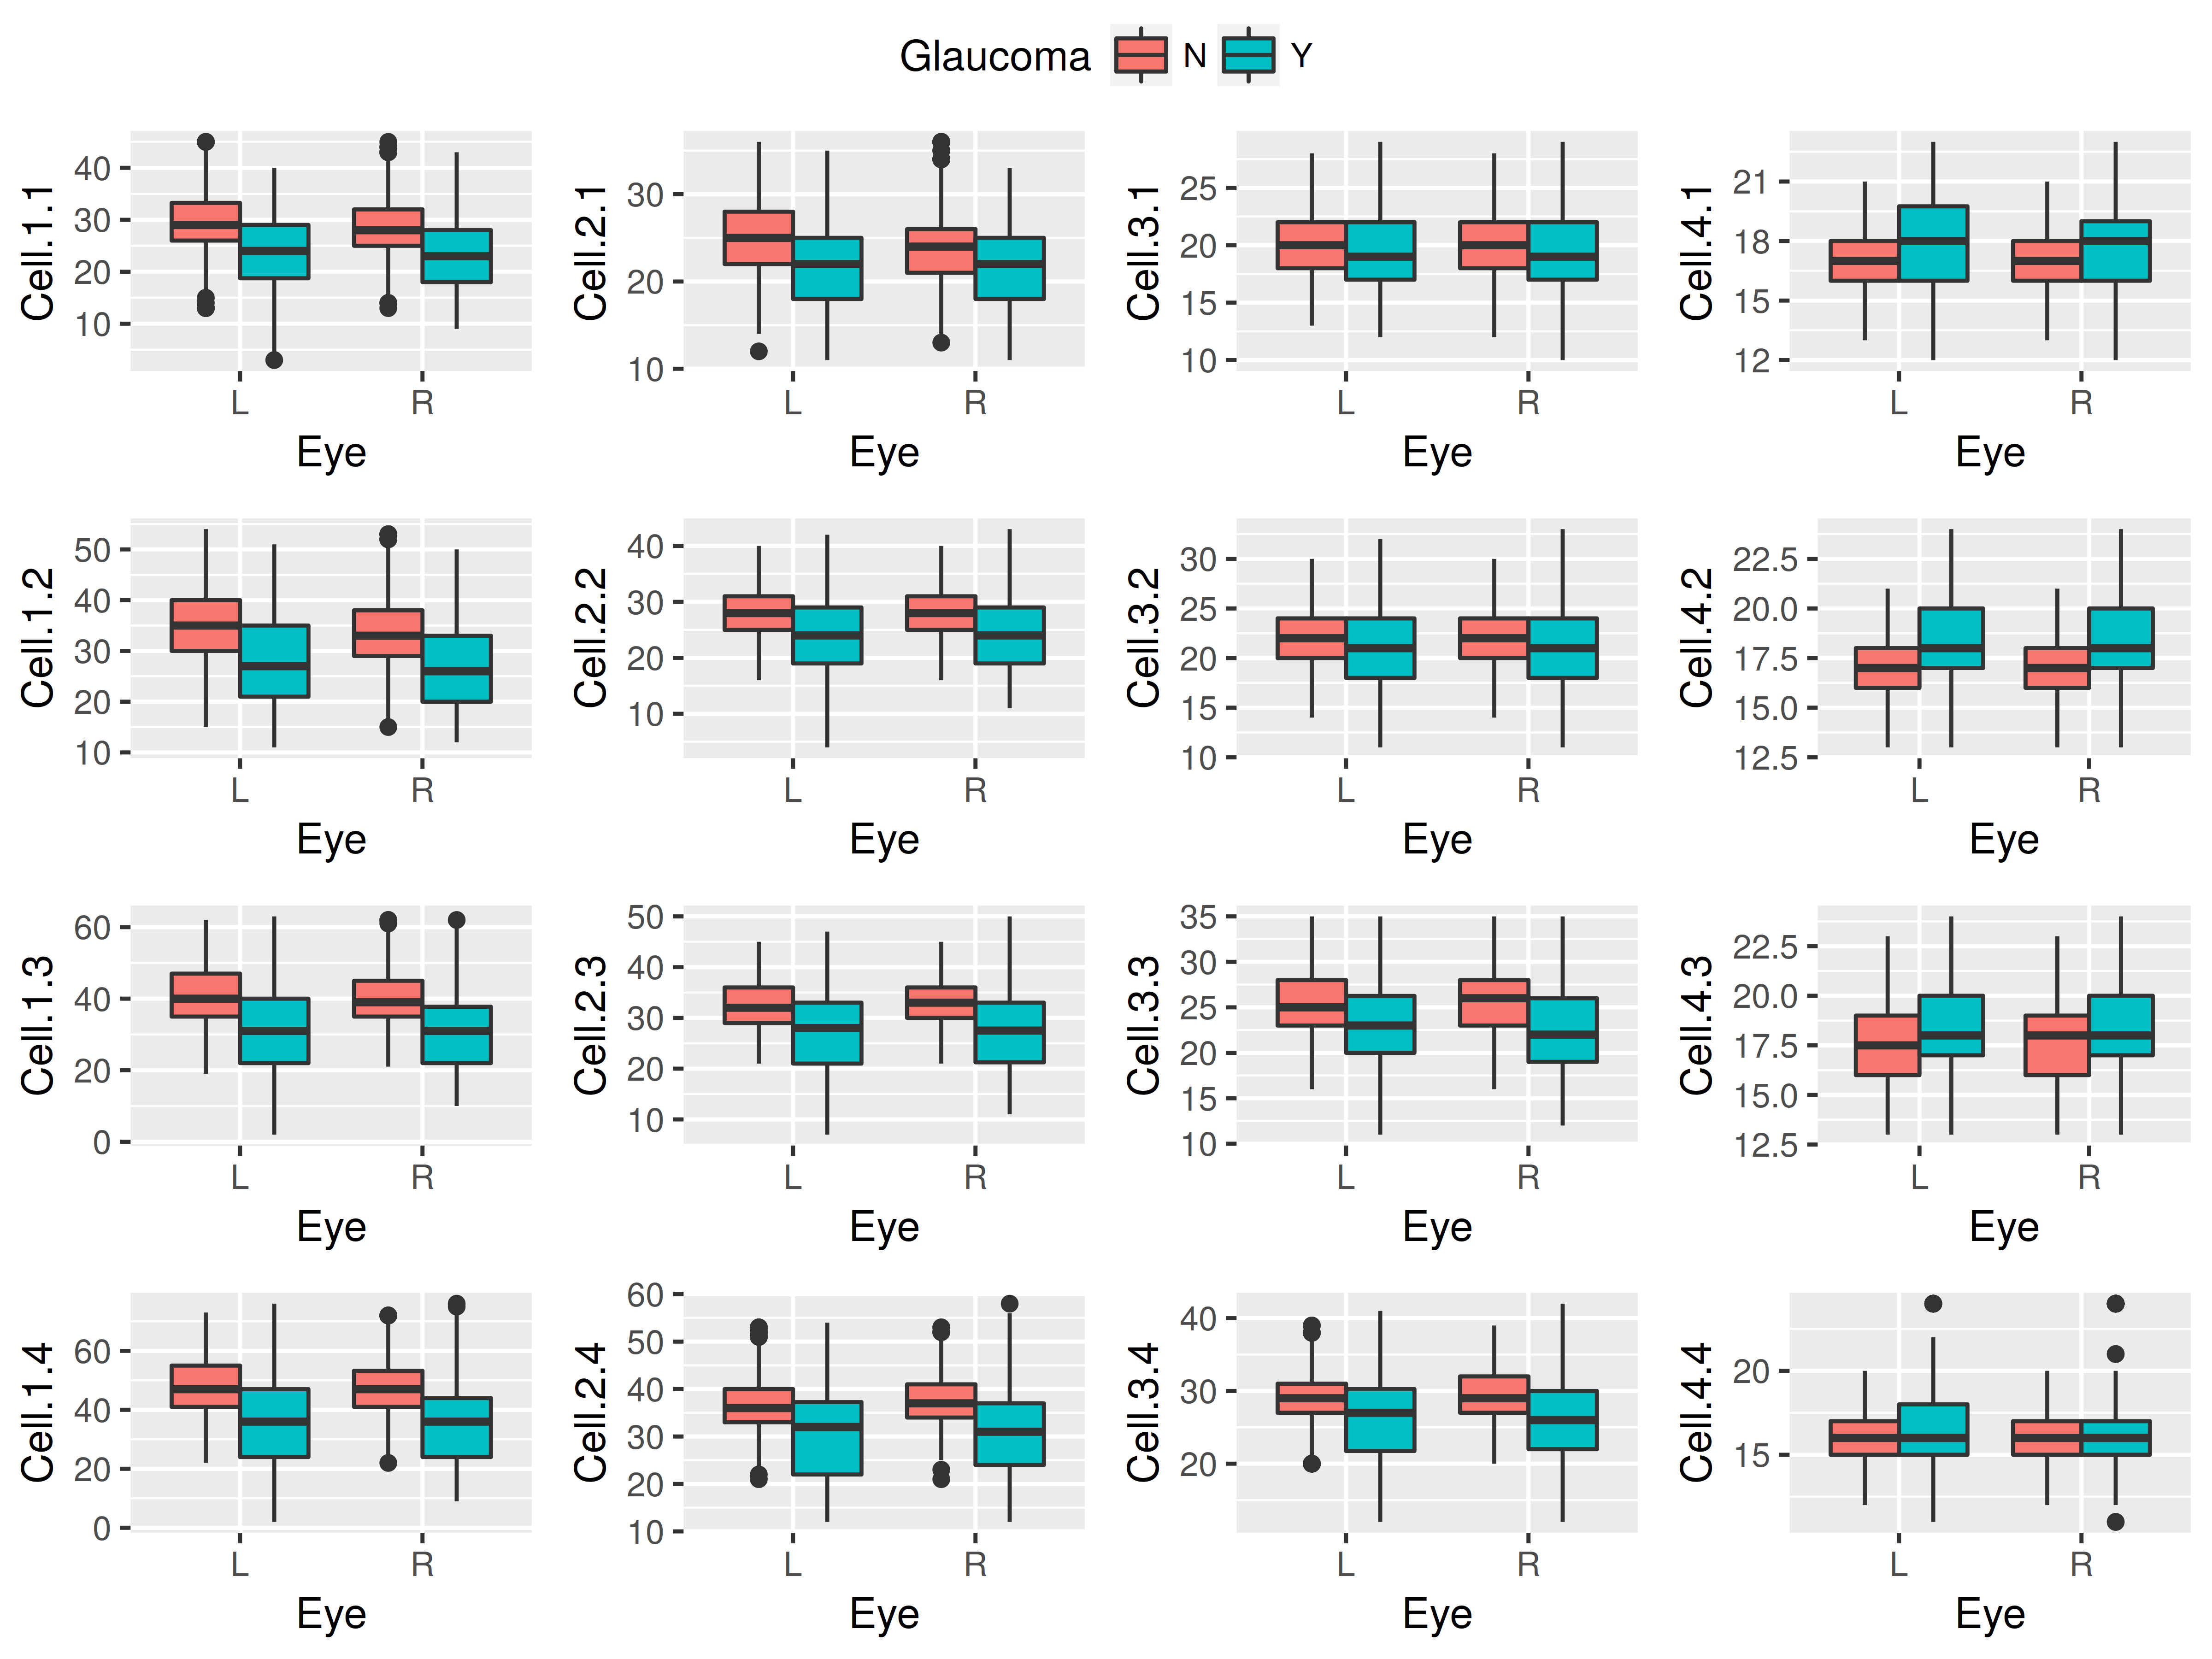 Glaucoma N Y
Cell.1.1
40
30
20
10
L R
Eye
Cell.2.1
30
20
10
L R
Eye
Cell.3.1
25
20
15
10
L R
Eye
Cell.4.1
21
18
15
12
L R
Eye
Cell.1.2
50
40
30
20
10
L R
Eye
Cell.2.2
40
30
20
10
L R
Eye
Cell.3.2
30
25
20
15
10
L R
Eye
Cell.4.2
22.5
20.0
17.5
15.0
12.5
L R
Eye
Cell.1.3
60
40
20
0
L R
Eye
Cell.2.3
50
40
30
20
10
L R
Eye
Cell.3.3
35
30
25
20
15
10
L R
Eye
Cell.4.3
22.5
20.0
17.5
15.0
12.5
L R
Eye
Cell.1.4
60
40
20
0
L R
Eye
Cell.2.4
60
50
40
30
20
10
L R
Eye
Cell.3.4
40
30
20
L R
Eye
Cell.4.4
20
15
L R
Eye